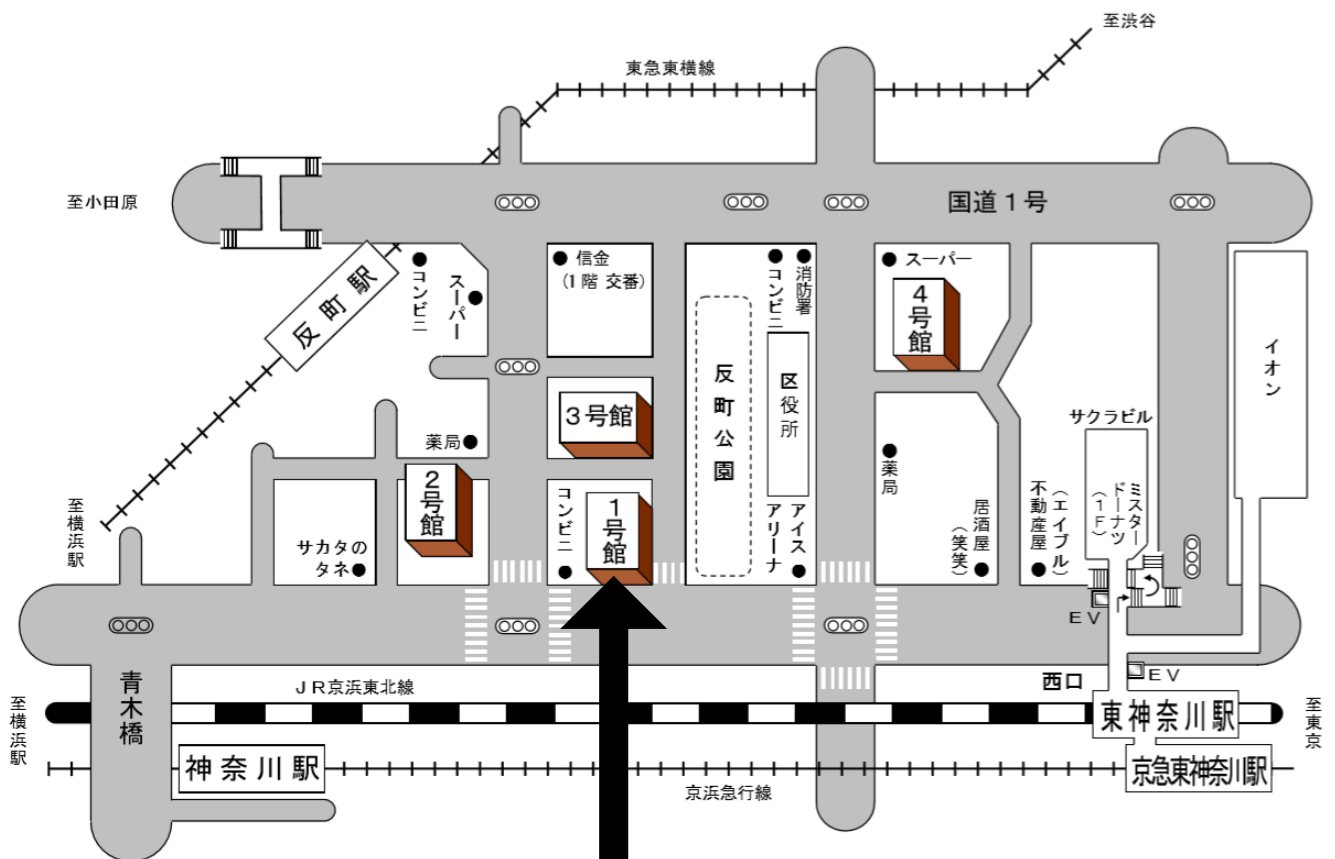 至渋谷
東急東横線
至小田原
国道1号
反町駅
コンビニ
スーパー
信金
(1階 交番)
コンビニ
消防署
スーパー
4号館
イオン
反町公園
区役所
3号館
薬局
2号館
サカタの
タネ
コンビニ
1号館
アイス
アリーナ
薬局
居酒屋
(笑笑)
不動産屋
(エイブル)
サクラビル
ミスター
ドーナツ
(1F)
EV
至横浜駅
青木橋
西口
EV
JR京浜東北線
至横浜駅
東神奈川駅
至東京
神奈川駅
京浜急行線
京急東神奈川駅